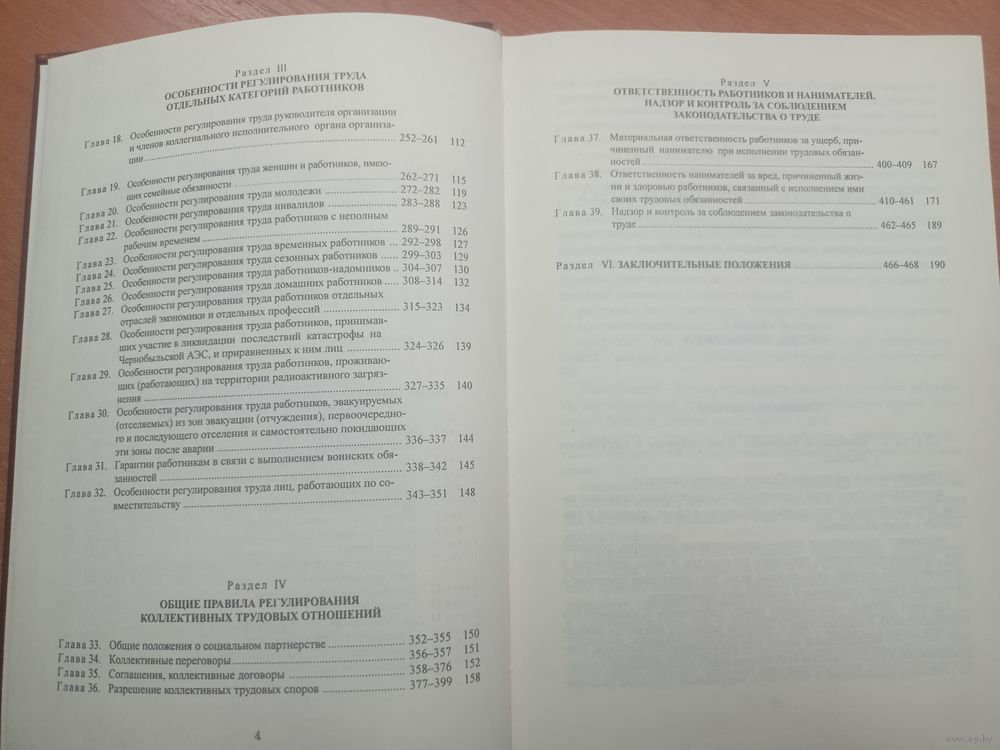 Раздел III
ОСОБЕННОСТИ РЕГУЛИРОВАНИЯ ТРУДА
ОТДЕЛЬНЫХ КАТЕГОРИЙ РАБОТНИКОВ
Глава 18. Особенности регулирования труда руководителя организации
и членов коллегиального исполнительного органа организа-
ции ..... 252–261 112
Глава 19. Особенности регулирования труда женщин и работников, имею-
щих семейные обязанности ..... 262–271 115
Глава 20. Особенности регулирования труда молодежи ..... 272–282 119
Глава 21. Особенности регулирования труда инвалидов ..... 283–288 123
Глава 22. Особенности регулирования труда работников с неполным
рабочим временем ..... 289–291 126
Глава 23. Особенности регулирования труда временных работников ..... 292–298 127
Глава 24. Особенности регулирования труда сезонных работников ..... 299–303 129
Глава 25. Особенности регулирования труда работников-надомников .. 304–307 130
Глава 26. Особенности регулирования труда домашних работников ..... 308–314 132
Глава 27. Особенности регулирования труда работников отдельных
отраслей экономики и отдельных профессий ..... 315–323 134
Глава 28. Особенности регулирования труда работников, принимав-
ших участие в ликвидации последствий катастрофы на
Чернобыльской АЭС, и приравненных к ним лиц ..... 324–326 139
Глава 29. Особенности регулирования труда работников, проживаю-
щих (работающих) на территории радиоактивного загряз-
нения ..... 327–335 140
Глава 30. Особенности регулирования труда работников, эвакуируемых
(отселяемых) из зон эвакуации (отчуждения), первоочередно-
го и последующего отселения и самостоятельно покидающих
эти зоны после аварии ..... 336–337 144
Глава 31. Гарантии работникам в связи с выполнением воинских обя-
занностей ..... 338–342 145
Глава 32. Особенности регулирования труда лиц, работающих по со-
вместительству ..... 343–351 148
Раздел IV
ОБЩИЕ ПРАВИЛА РЕГУЛИРОВАНИЯ
КОЛЛЕКТИВНЫХ ТРУДОВЫХ ОТНОШЕНИЙ
Глава 33. Общие положения о социальном партнерстве ..... 352–355 150
Глава 34. Коллективные переговоры ..... 356–357 151
Глава 35. Соглашения, коллективные договоры ..... 358–376 152
Глава 36. Разрешение коллективных трудовых споров ..... 377–399 158
4
Раздел V
ОТВЕТСТВЕННОСТЬ РАБОТНИКОВ И НАНИМАТЕЛЕЙ.
НАДЗОР И КОНТРОЛЬ ЗА СОБЛЮДЕНИЕМ
ЗАКОНОДАТЕЛЬСТВА О ТРУДЕ
Глава 37. Материальная ответственность работников за ущерб, при-
чиненный нанимателю при исполнении трудовых обязан-
ностей ..... 400–409 167
Глава 38. Ответственность нанимателей за вред, причиненный жиз-
ни и здоровью работников, связанный с исполнением ими
своих трудовых обязанностей ..... 410–461 171
Глава 39. Надзор и контроль за соблюдением законодательства о
труде ..... 462–465 189
Раздел VI. ЗАКЛЮЧИТЕЛЬНЫЕ ПОЛОЖЕНИЯ ..... 466–468 190
www.ay.by